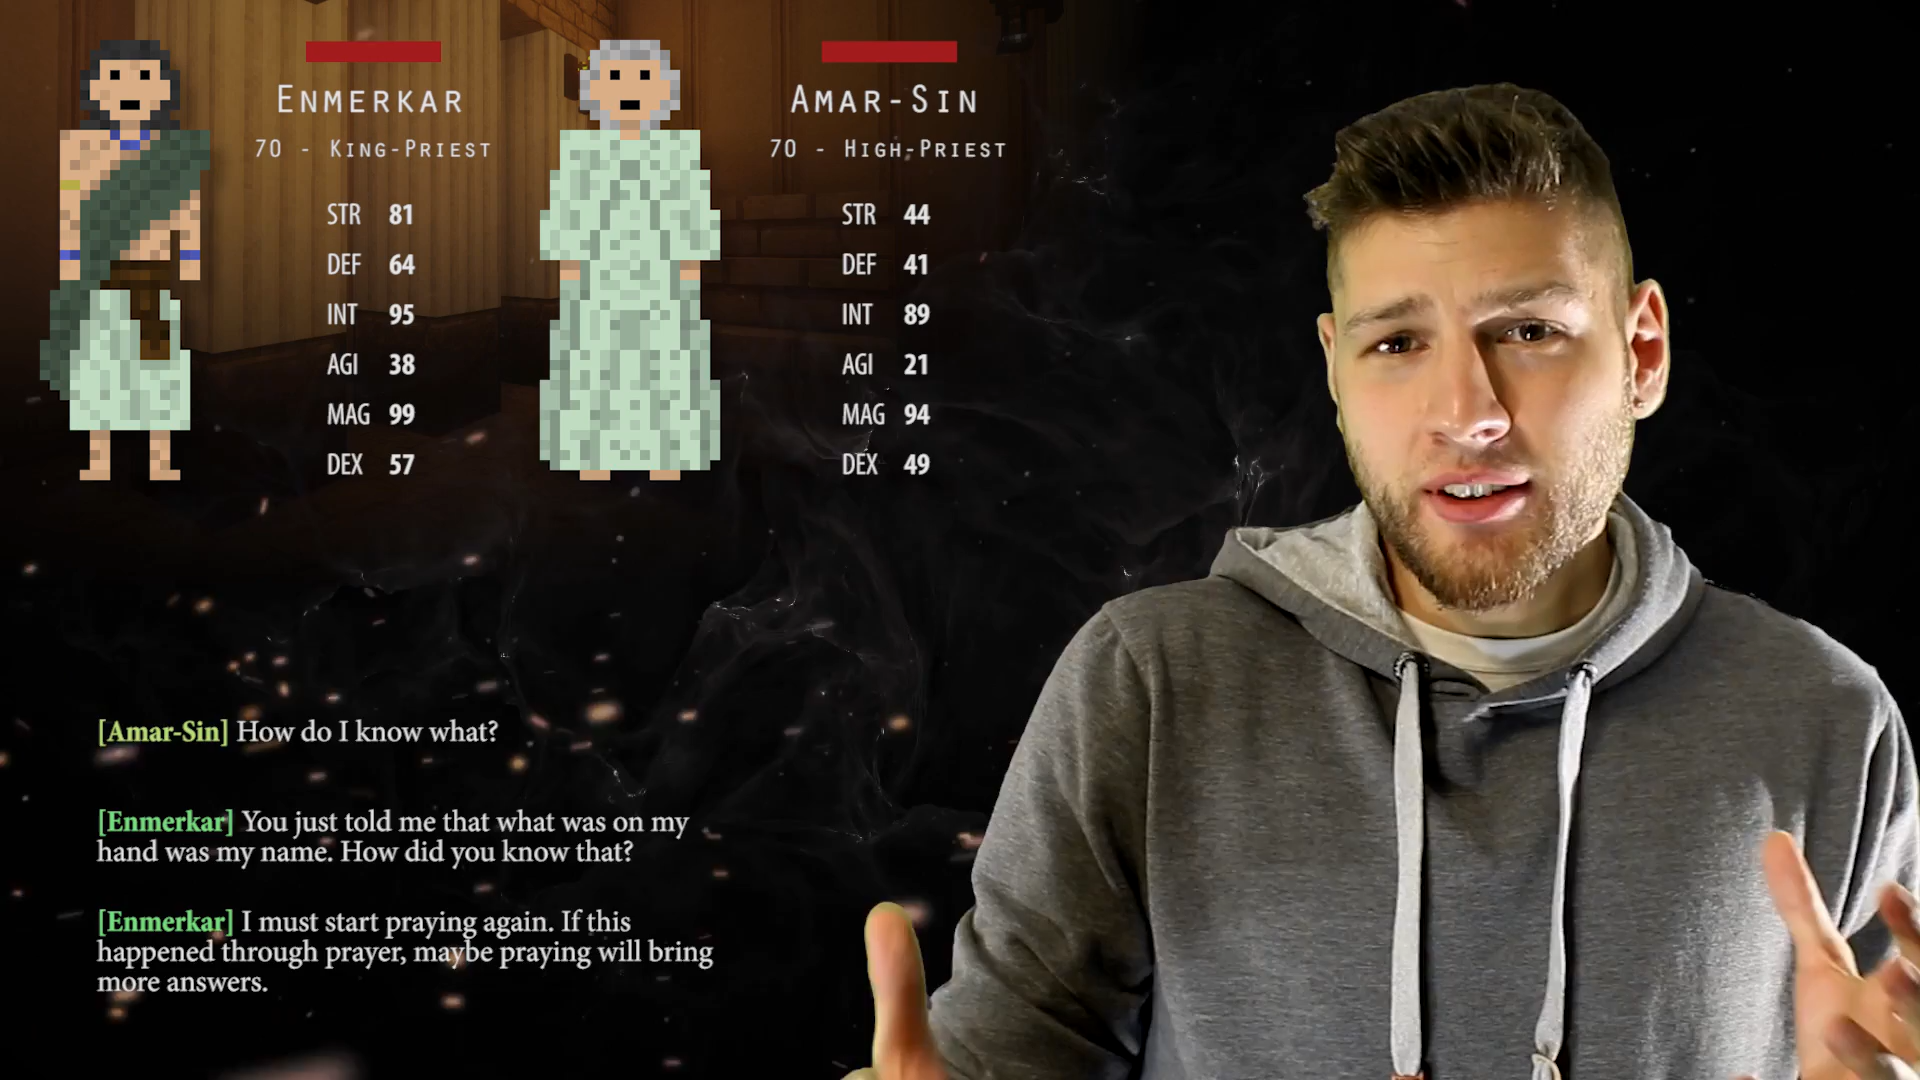 ENMERKAR
70 - KING-PRIEST
STR 81
DEF 64
INT 95
AGI 38
MAG 99
DEX 57
AMAR-SIN
70 - HIGH-PRIEST
STR 44
DEF 41
INT 89
AGI 21
MAG 94
DEX 49
[Amar-Sin] How do I know what?
[Enmerkar] You just told me that what was on my
hand was my name. How did you know that?
[Enmerkar] I must start praying again. If this
happened through prayer, maybe praying will bring
more answers.